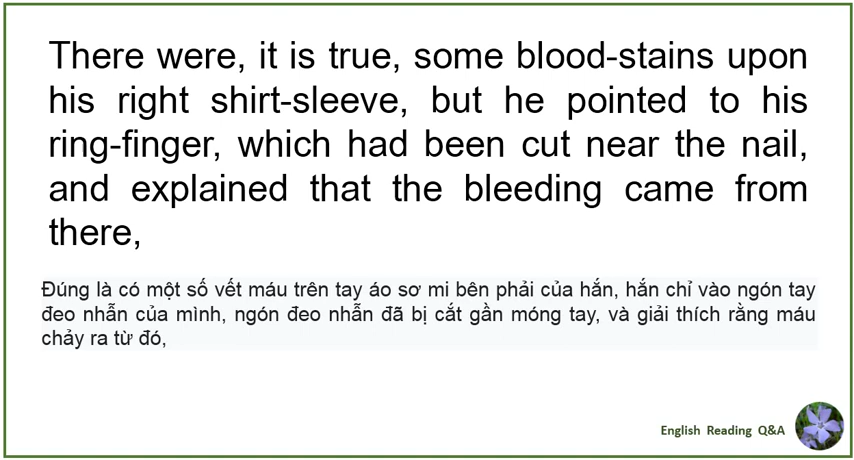 There were, it is true, some blood-stains upon
his right shirt-sleeve, but he pointed to his
ring-finger, which had been cut near the nail,
and explained that the bleeding came from
there,
Đúng là có một số vết máu trên tay áo sơ mi bên phải của hắn, hắn chỉ vào ngón tay
đeo nhẫn của mình, ngón đeo nhẫn đã bị cắt gần móng tay, và giải thích rằng máu
chảy ra từ đó,
English Reading Q&A